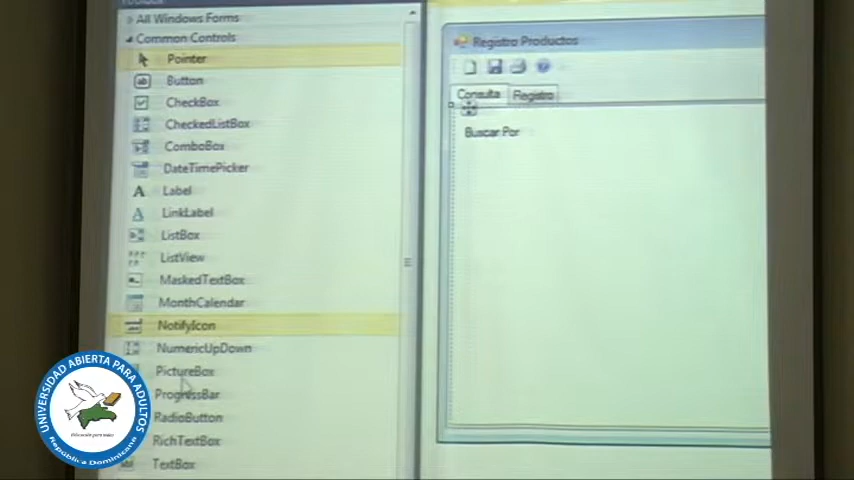 All Windows Forms
Common Controls
Pointer
Button
CheckBox
CheckedListBox
ComboBox
DateTimePicker
Label
LinkLabel
ListBox
ListView
MaskedTextBox
MonthCalendar
NotifyIcon
NumericUpDown
PictureBox
ProgressBar
RadioButton
RichTextBox
TextBox
Registro Productos
Consulta Registro
Buscar Por
UNIVERSIDAD ABIERTA PARA ADULTOS
República Dominicana